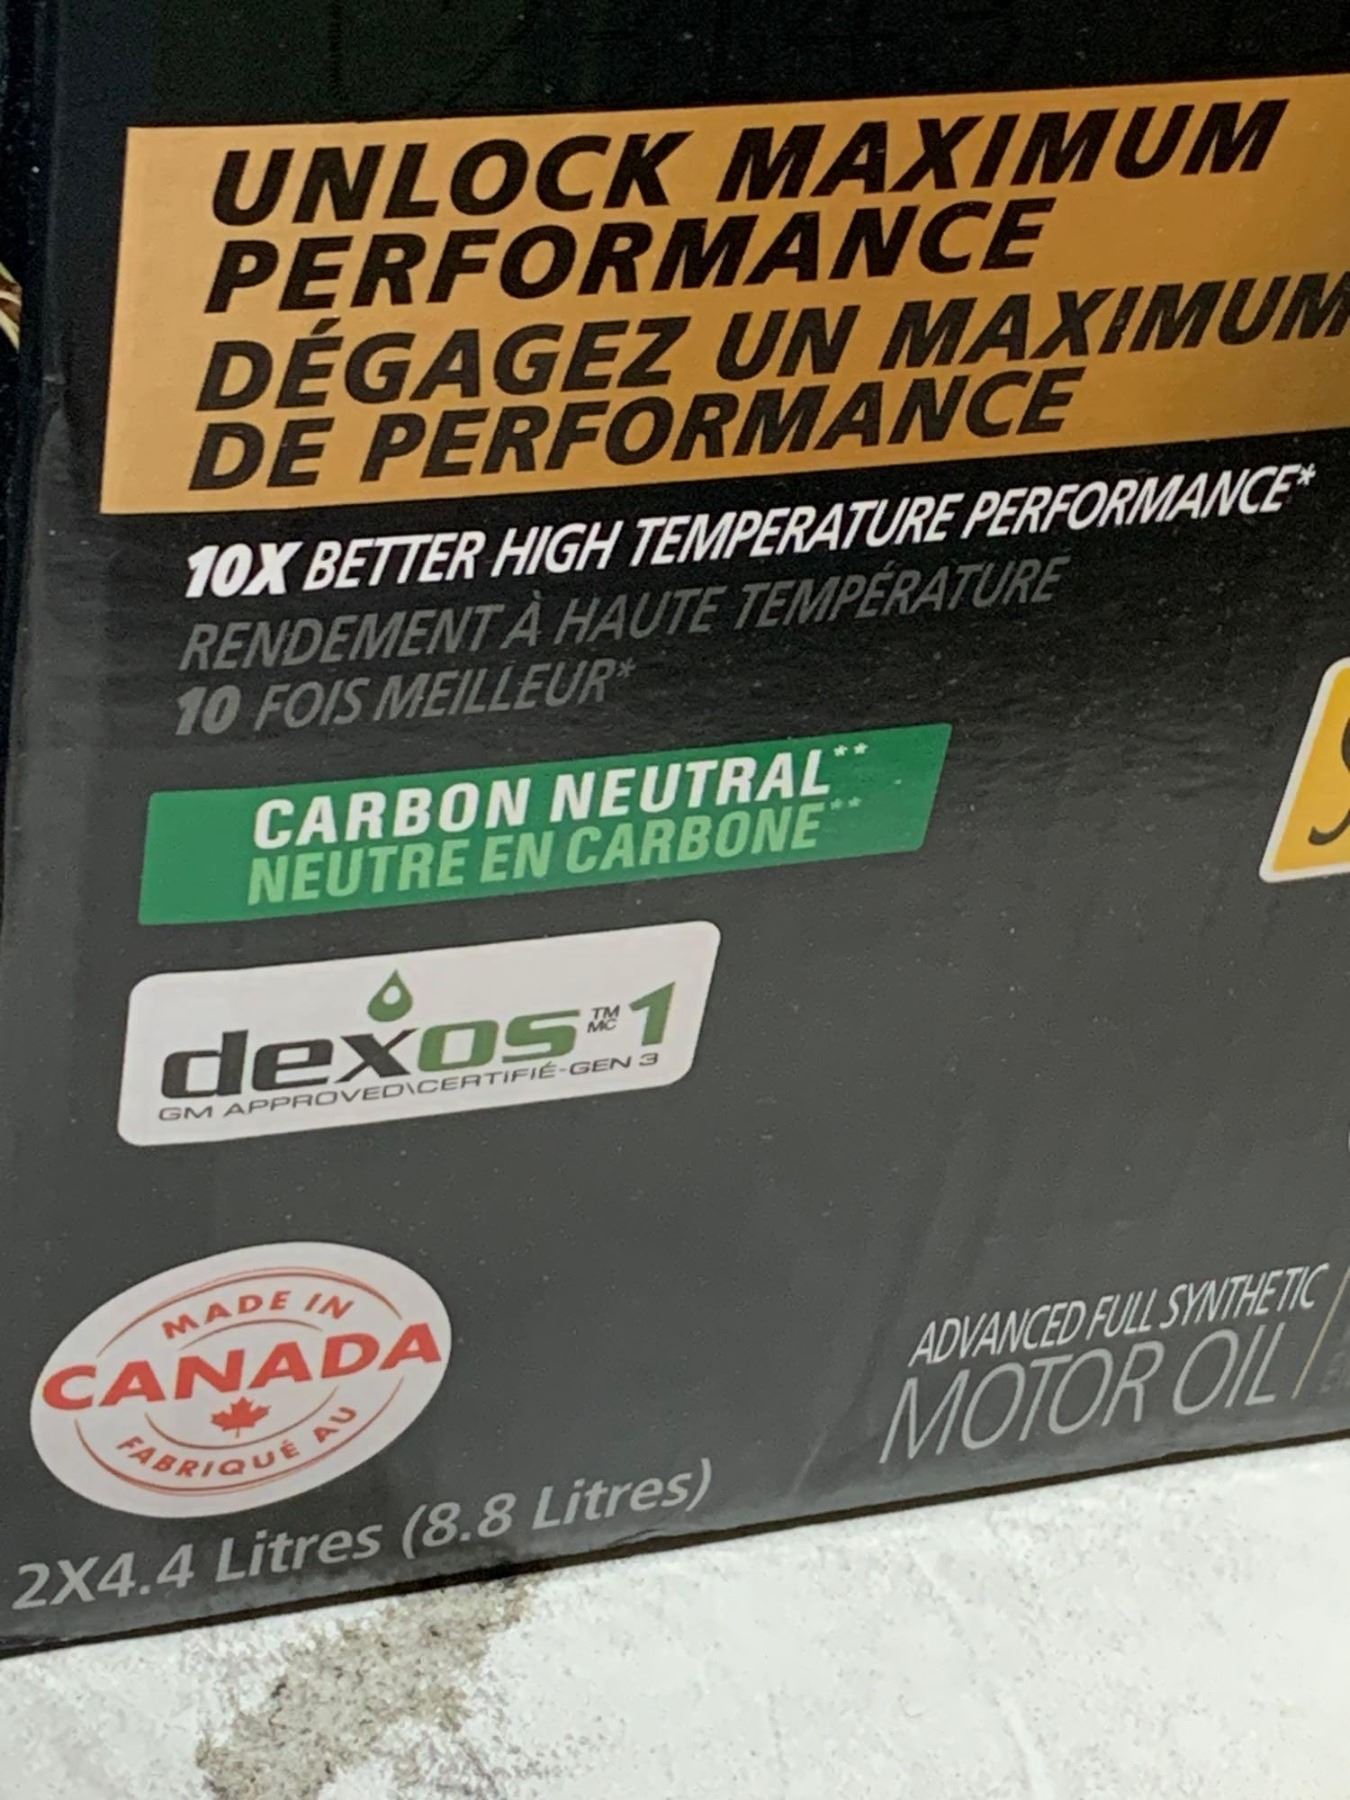 UNLOCK MAXIMUM
PERFORMANCE
DÉGAGEZ UN MAXIMUM
DE PERFORMANCE
10X BETTER HIGH TEMPERATURE PERFORMANCE*
RENDEMENT À HAUTE TEMPÉRATURE
10 FOIS MEILLEUR*
CARBON NEUTRAL**
NEUTRE EN CARBONE**
dexos™ MC 1
GM APPROVED\CERTIFIÉ-GEN 3
MADE IN
CANADA
FABRIQUÉ AU
ADVANCED FULL SYNTHETIC
MOTOR OIL
2X4.4 Litres (8.8 Litres)